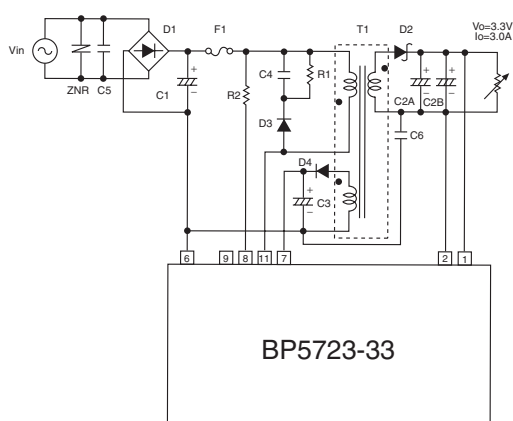 D1
F1
T1
D2
Vo=3.3V
Io=3.0A
Vin
ZNR
C5
C1
+
−
R2
C4
R1
D3
C2A
C2B
+
−
+
−
C6
D4
+
−
C3
6
9
8
11
7
2
1
BP5723-33